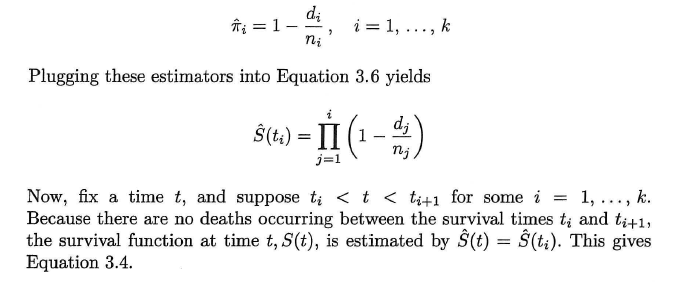 π̂ᵢ = 1 − dᵢ/nᵢ , i = 1, ..., k
Plugging these estimators into Equation 3.6 yields
Ŝ(tᵢ) = ∏ⱼ₌₁ⁱ (1 − dⱼ/nⱼ)
Now, fix a time t, and suppose tᵢ < t < tᵢ₊₁ for some i = 1, ..., k.
Because there are no deaths occurring between the survival times tᵢ and tᵢ₊₁,
the survival function at time t, S(t), is estimated by Ŝ(t) = Ŝ(tᵢ). This gives
Equation 3.4.